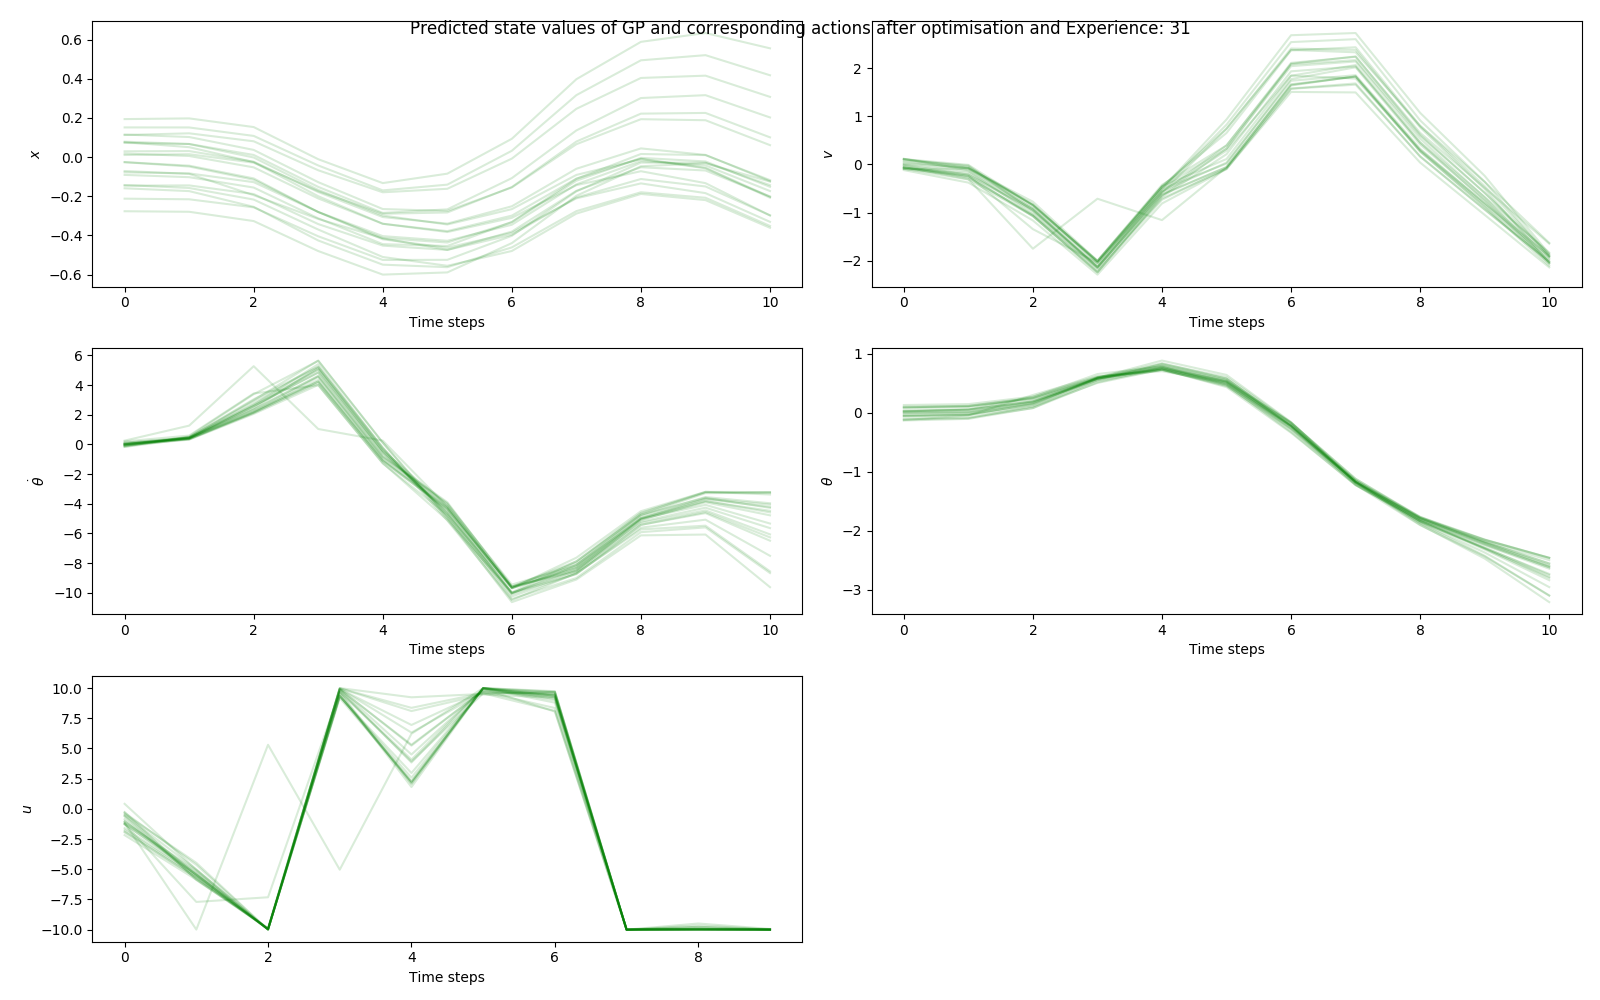 Predicted state values of GP and corresponding actions after optimisation and Experience: 31
0.6
0.4
0.2
0.0
−0.2
−0.4
−0.6
x
0 2 4 6 8 10
Time steps
2
1
0
−1
−2
v
0 2 4 6 8 10
Time steps
6
4
2
0
−2
−4
−6
−8
−10
θ̇
0 2 4 6 8 10
Time steps
1
0
−1
−2
−3
θ
0 2 4 6 8 10
Time steps
10.0
7.5
5.0
2.5
0.0
−2.5
−5.0
−7.5
−10.0
u
0 2 4 6 8
Time steps